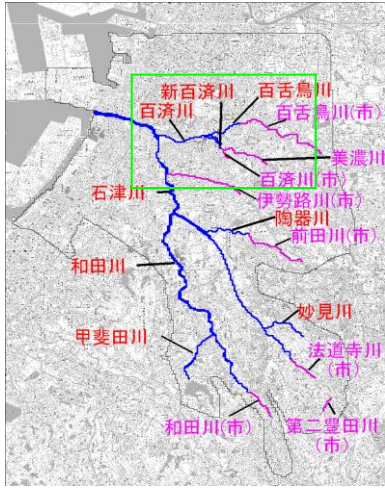 新百済川
百舌鳥川
百済川
百舌鳥川(市)
美濃川
百済川(市)
伊勢路川(市)
石津川
陶器川
前田川(市)
和田川
妙見川
甲斐田川
法道寺川
(市)
和田川(市)
第二豊田川
(市)